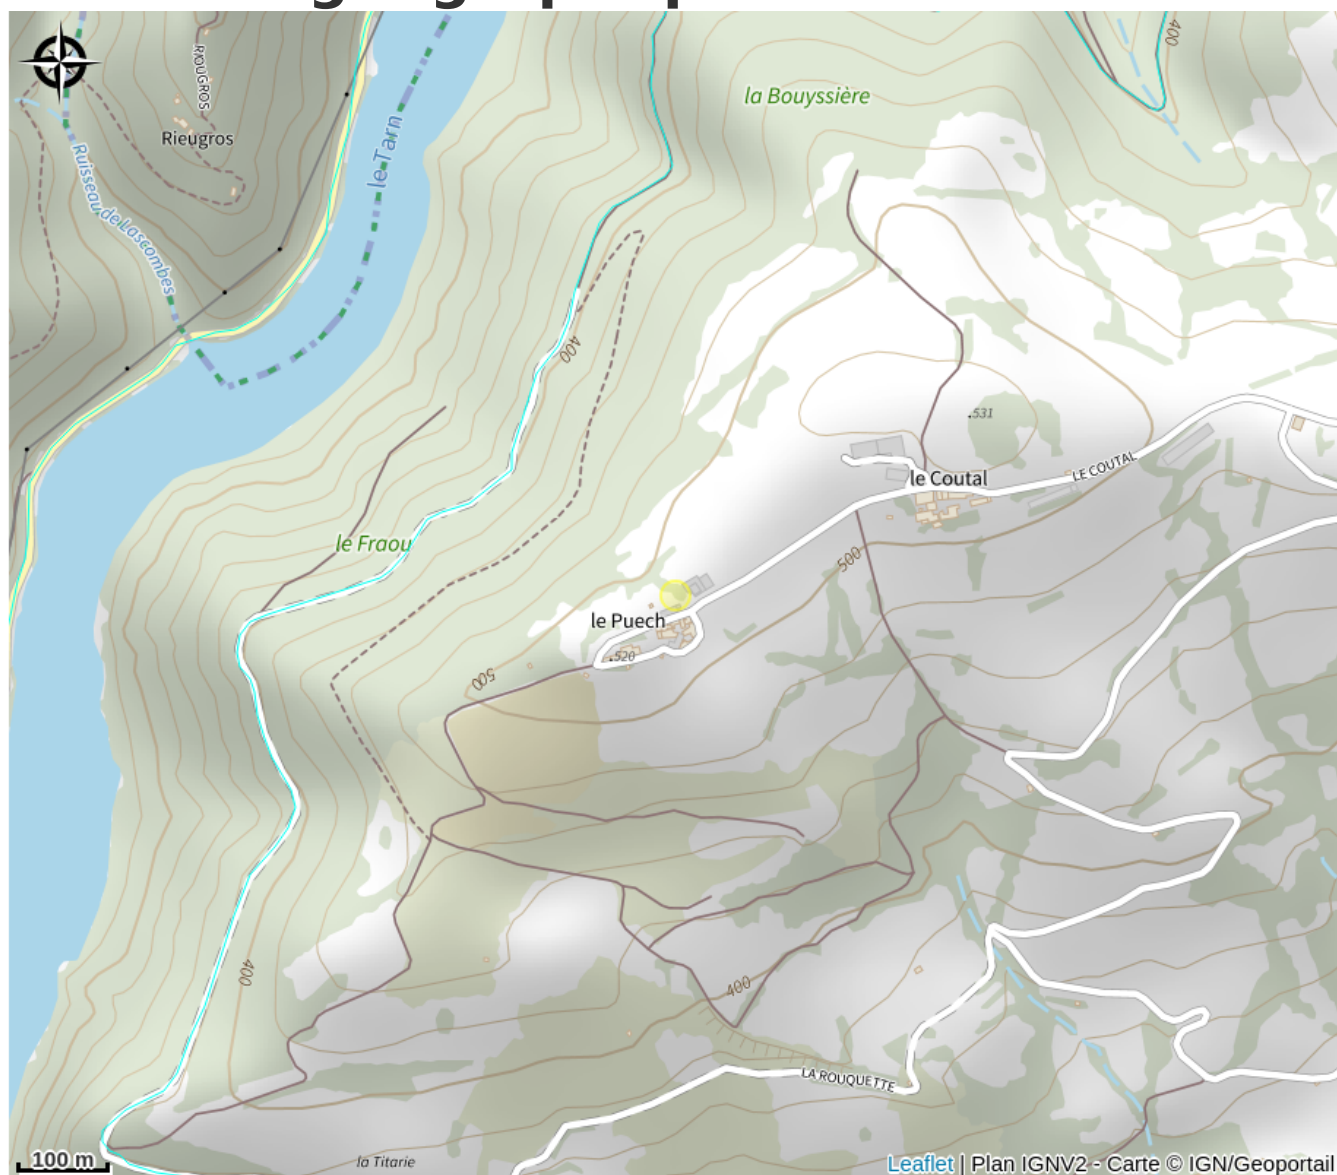 400
la Bouyssière
RIOUGROS
Rieugros
le Tarn
Ruisseau de Lascombes
400
.531
le Coutal
LE COUTAL
le Fraou
500
le Puech
.520
500
400
400
LA ROUQUETTE
la Titarie
100 m
Leaflet | Plan IGNV2 - Carte © IGN/Geoportail